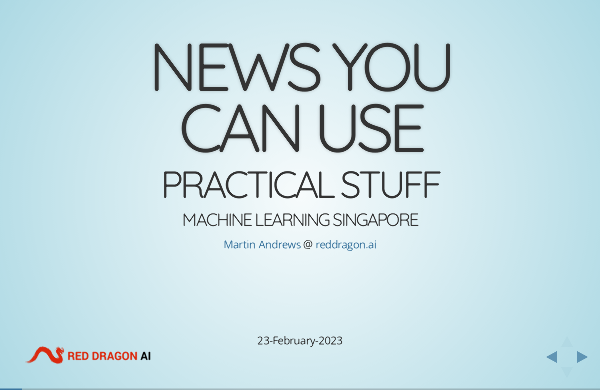 NEWS YOU
CAN USE
PRACTICAL STUFF
MACHINE LEARNING SINGAPORE
Martin Andrews @ reddragon.ai
23-February-2023
RED DRAGON AI